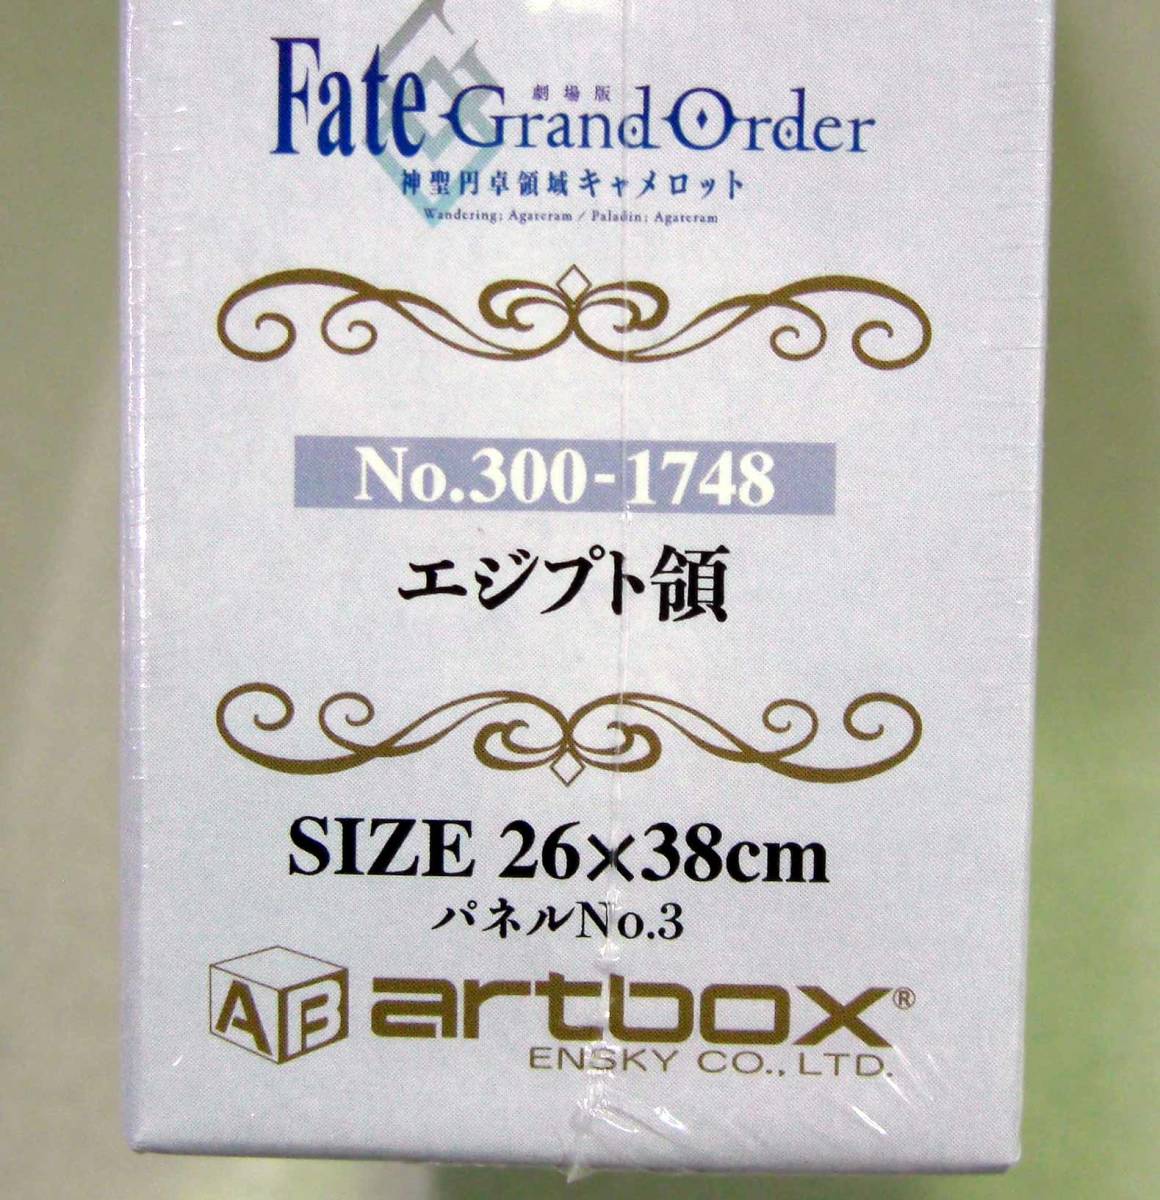 劇場版
Fate Grand Order
神聖円卓領域キャメロット
Wandering; Agateram / Paladin; Agateram
No.300-1748
エジプト領
SIZE 26×38cm
パネルNo.3
AB artbox®
ENSKY CO., LTD.